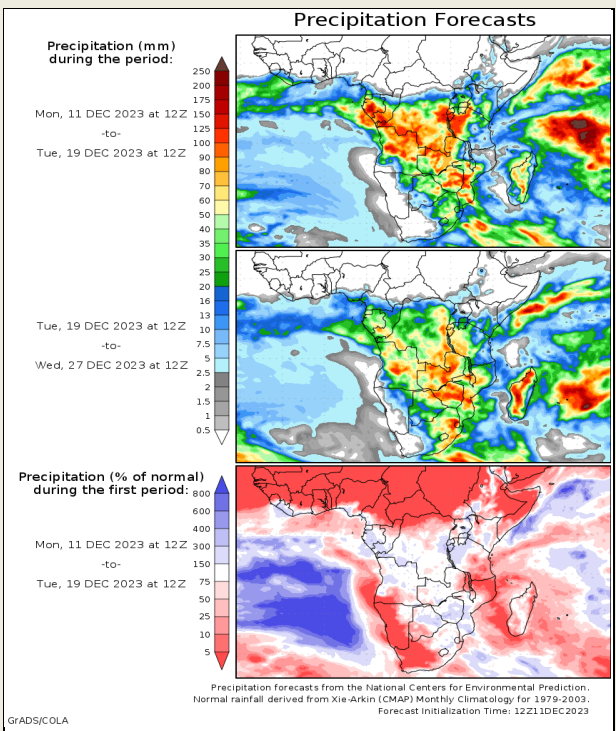 Precipitation Forecasts
Precipitation (mm)
during the period:
Mon, 11 DEC 2023 at 12Z
-to-
Tue, 19 DEC 2023 at 12Z
250
200
175
150
125
100
90
80
70
60
50
40
35
30
25
20
16
13
10
7.5
5
2.5
2
1.5
1
0.5
Tue, 19 DEC 2023 at 12Z
-to-
Wed, 27 DEC 2023 at 12Z
Precipitation (% of normal)
during the first period:
Mon, 11 DEC 2023 at 12Z
-to-
Tue, 19 DEC 2023 at 12Z
800
600
400
300
150
75
50
25
10
5
Precipitation forecasts from the National Centers for Environmental Prediction.
Normal rainfall derived from Xie-Arkin (CMAP) Monthly Climatology for 1979-2003.
Forecast Initialization Time: 12Z11DEC2023
GrADS/COLA